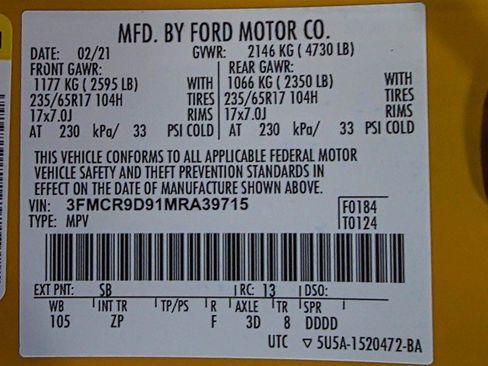 MFD. BY FORD MOTOR CO.
DATE: 02/21 GVWR: 2146 KG ( 4730 LB)
FRONT GAWR: REAR GAWR:
1177 KG ( 2595 LB) WITH 1066 KG ( 2350 LB) WITH
235/65R17 104H TIRES 235/65R17 104H TIRES
17x7.0J RIMS 17x7.0J RIMS
AT 230 kPa/ 33 PSI COLD AT 230 kPa/ 33 PSI COLD
THIS VEHICLE CONFORMS TO ALL APPLICABLE FEDERAL MOTOR
VEHICLE SAFETY AND THEFT PREVENTION STANDARDS IN
EFFECT ON THE DATE OF MANUFACTURE SHOWN ABOVE.
VIN: 3FMCR9D91MRA39715 F0184
TYPE: MPV T0124
EXT PNT: SB RC: 13 DSO:
WB INT TR TP/PS R AXLE TR SPR
105 ZP F 3D 8 DDDD
UTC ▽ 5U5A-1520472-BA